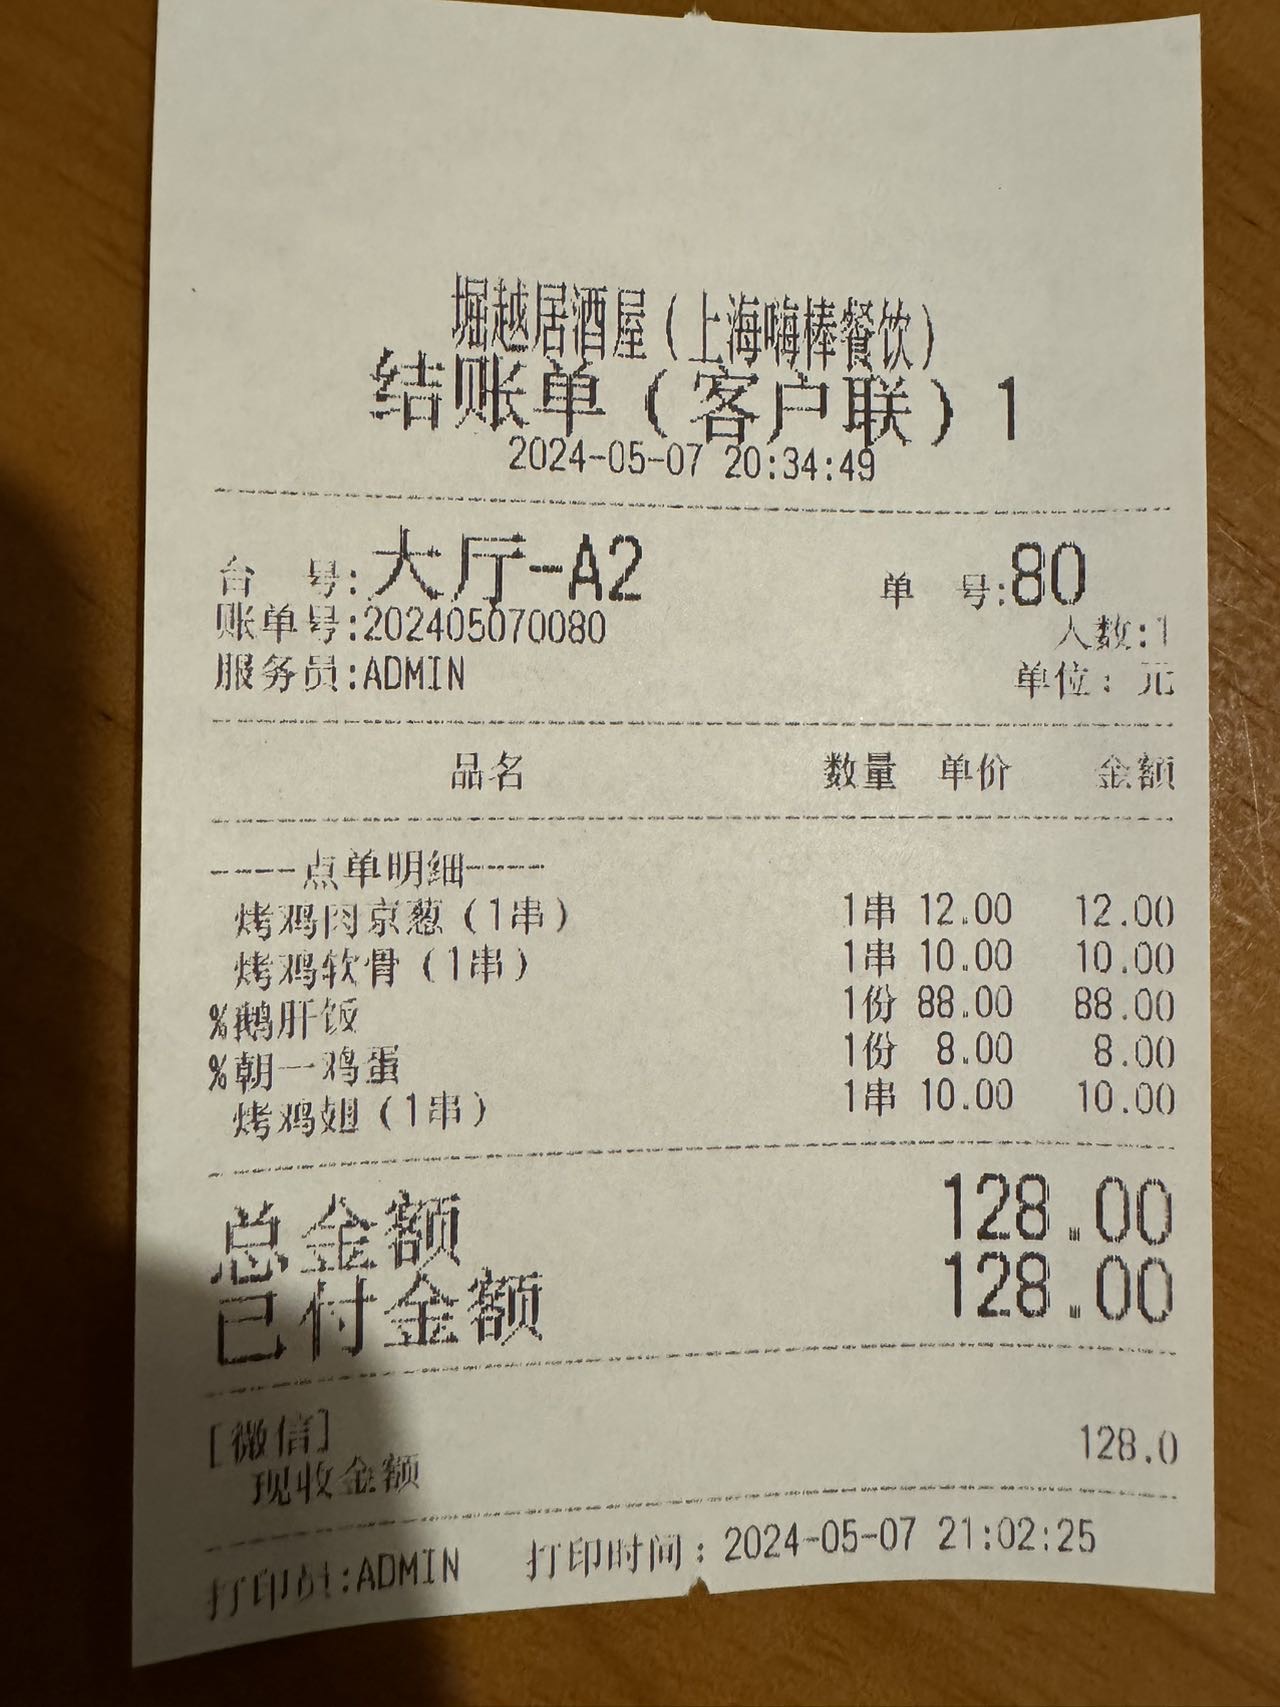 堀越居酒屋(上海嗨棒餐饮)
结账单(客户联)1
2024-05-07 20:34:49
台 号:大厅-A2 单 号:80
账单号:202405070080 人数:1
服务员:ADMIN 单位: 元
品名 数量 单价 金额
----点单明细----
烤鸡肉京葱(1串) 1串 12.00 12.00
烤鸡软骨(1串) 1串 10.00 10.00
%鹅肝饭 1份 88.00 88.00
%朝一鸡蛋 1份 8.00 8.00
烤鸡翅(1串) 1串 10.00 10.00
总金额 128.00
已付金额 128.00
[微信] 128.0
现收金额
打印员:ADMIN 打印时间: 2024-05-07 21:02:25